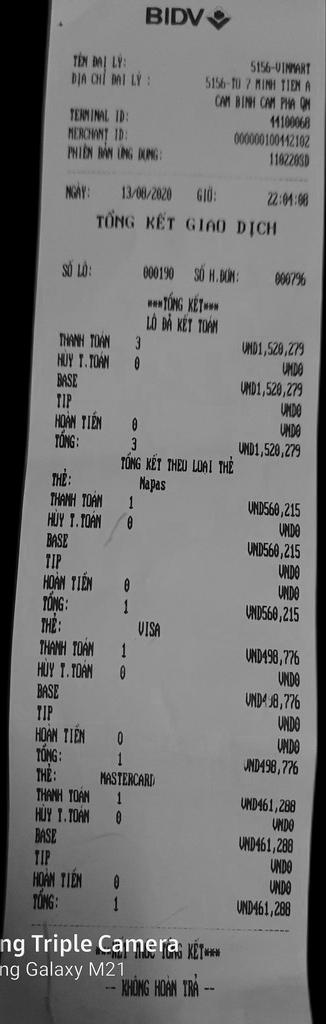 BIDV
TÊN ĐẠI LÝ: 5156-VINMART
ĐỊA CHỈ ĐẠI LÝ : 5156-TO 7 MINH TIEN A
CAM BINH CAM PHA QN
TERMINAL ID: 44100068
MERCHANT ID: 000000100442102
PHIÊN BẢN ỨNG DỤNG: 110220SD
NGÀY: 13/08/2020 GIỜ: 22:04:08
TỔNG KẾT GIAO DỊCH
SỐ LÔ: 000190 SỐ H.ĐƠN: 000796
***TỔNG KẾT***
LÔ ĐÃ KẾT TOÁN
THANH TOÁN 3 VND1,520,279
HỦY T.TOÁN 0 VND0
BASE VND1,520,279
TIP VND0
HOÀN TIỀN 0 VND0
TỔNG: 3 VND1,520,279
TỔNG KẾT THEO LOẠI THẺ
THẺ: Napas
THANH TOÁN 1 VND560,215
HỦY T.TOÁN 0 VND0
BASE VND560,215
TIP VND0
HOÀN TIỀN 0 VND0
TỔNG: 1 VND560,215
THẺ: VISA
THANH TOÁN 1 VND498,776
HỦY T.TOÁN 0 VND0
BASE VND498,776
TIP VND0
HOÀN TIỀN 0 VND0
TỔNG: 1 VND498,776
THẺ: MASTERCARD
THANH TOÁN 1 VND461,288
HỦY T.TOÁN 0 VND0
BASE VND461,288
TIP VND0
HOÀN TIỀN 0 VND0
TỔNG: 1 VND461,288
***KẾT THÚC TỔNG KẾT***
ng Triple Camera
ng Galaxy M21
-- KHÔNG HOÀN TRẢ --